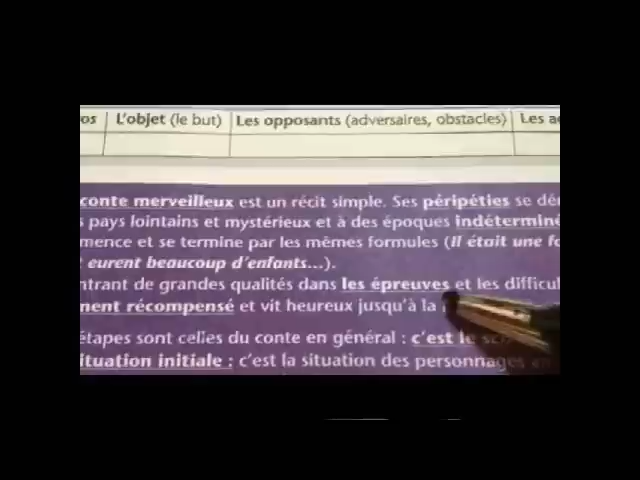 os L'objet (le but) Les opposants (adversaires, obstacles) Les a
conte merveilleux est un récit simple. Ses péripéties se dé
pays lointains et mystérieux et à des époques indéterminé
mence et se termine par les mêmes formules (Il était une fo
eurent beaucoup d'enfants...).
ntrant de grandes qualités dans les épreuves et les difficul
ment récompensé et vit heureux jusqu'à la
étapes sont celles du conte en général : c'est le
ituation initiale : c'est la situation des personnages